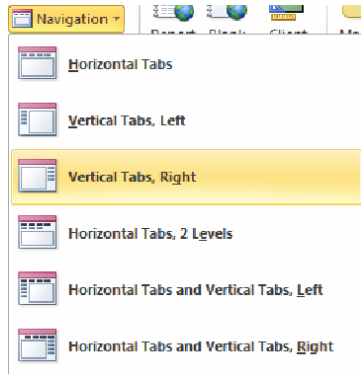 Navigation
Horizontal Tabs
Vertical Tabs, Left
Vertical Tabs, Right
Horizontal Tabs, 2 Levels
Horizontal Tabs and Vertical Tabs, Left
Horizontal Tabs and Vertical Tabs, Right